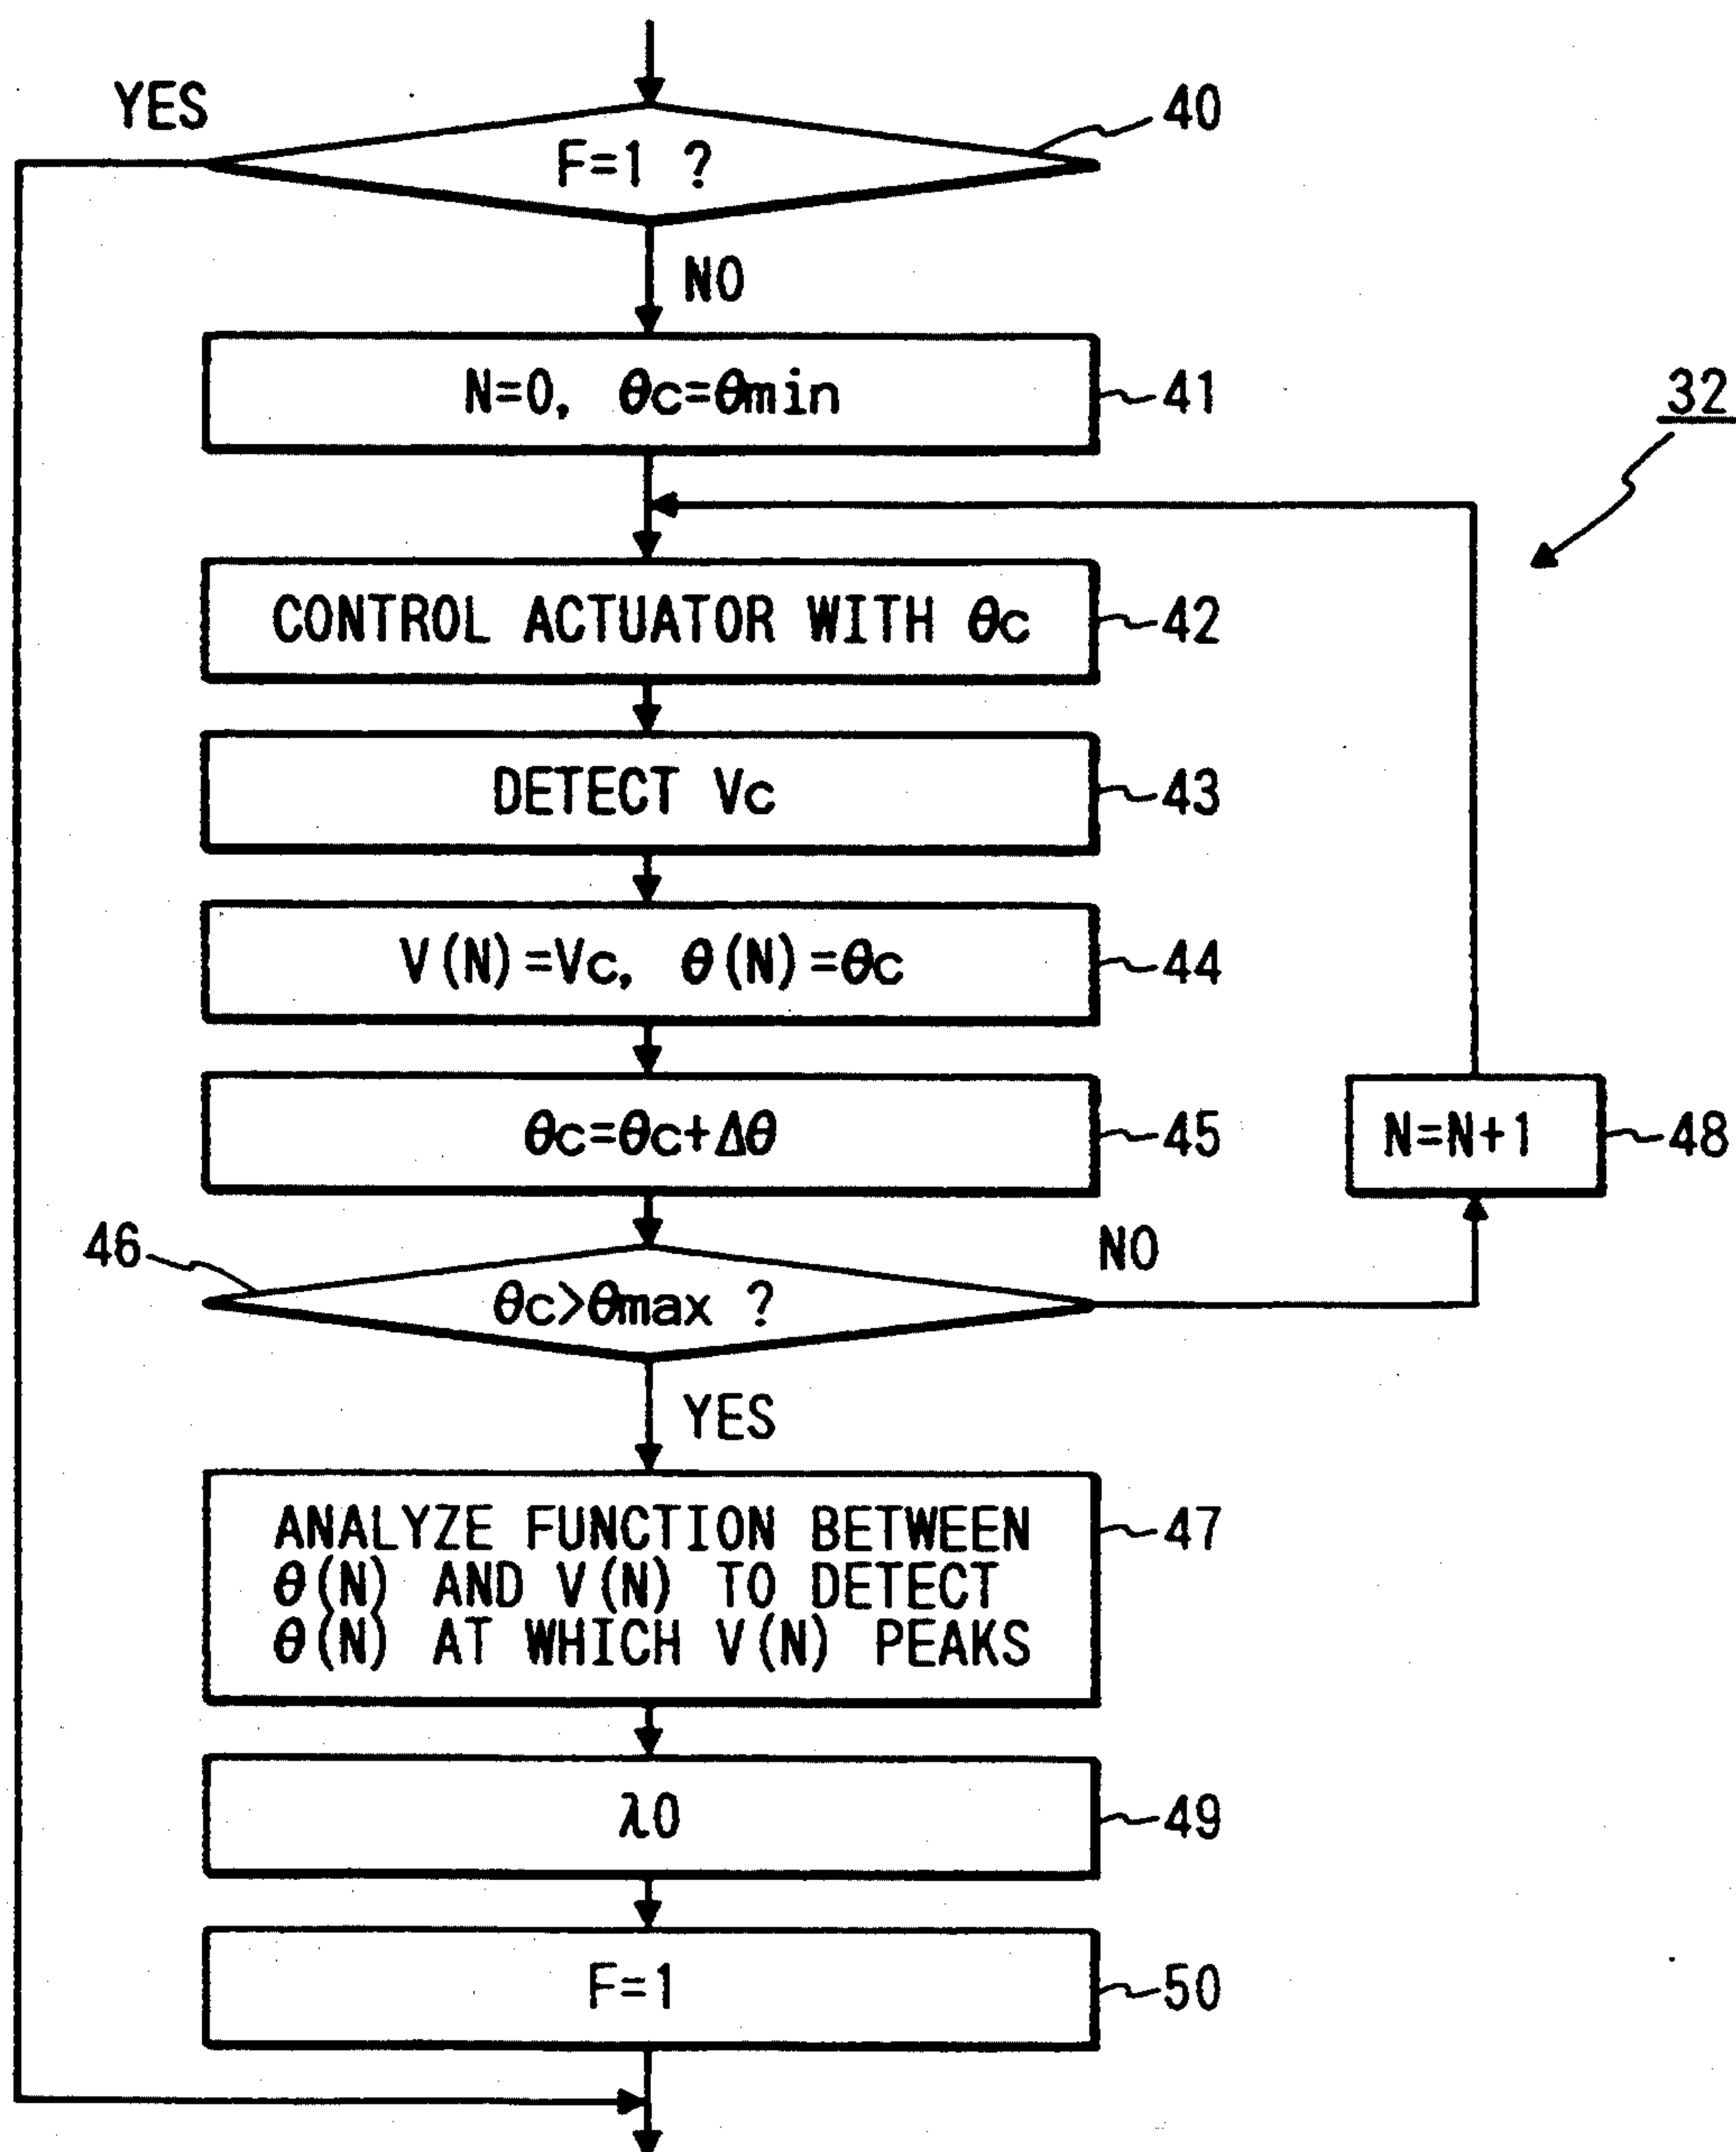 YES
F=1 ?
40
NO
N=0, θc=θmin
41
32
CONTROL ACTUATOR WITH θc
42
DETECT Vc
43
V(N)=Vc, θ(N)=θc
44
θc=θc+Δθ
45
N=N+1
48
46
θc>θmax ?
NO
YES
ANALYZE FUNCTION BETWEEN
θ(N) AND V(N) TO DETECT
θ(N) AT WHICH V(N) PEAKS
47
λ0
49
F=1
50